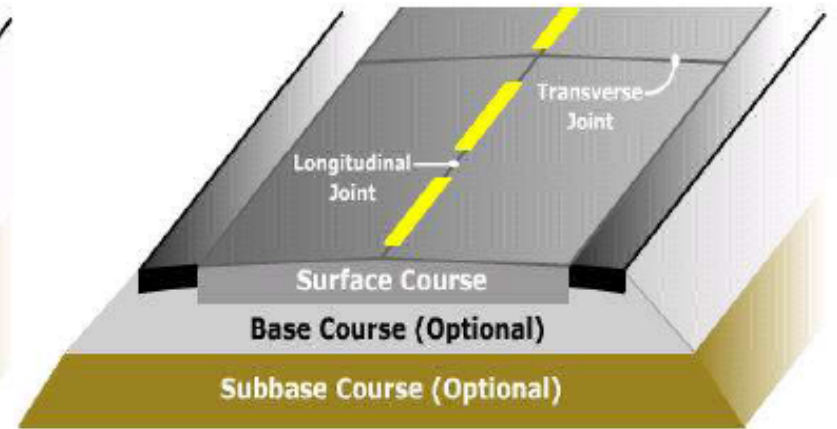 Transverse
Joint
Longitudinal
Joint
Surface Course
Base Course (Optional)
Subbase Course (Optional)